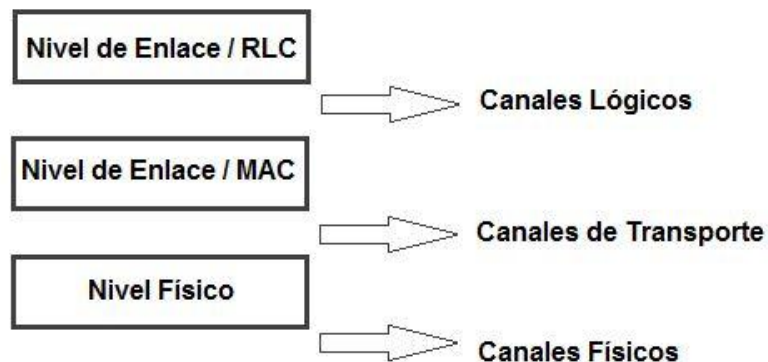 Nivel de Enlace / RLC
Canales Lógicos
Nivel de Enlace / MAC
Canales de Transporte
Nivel Físico
Canales Físicos